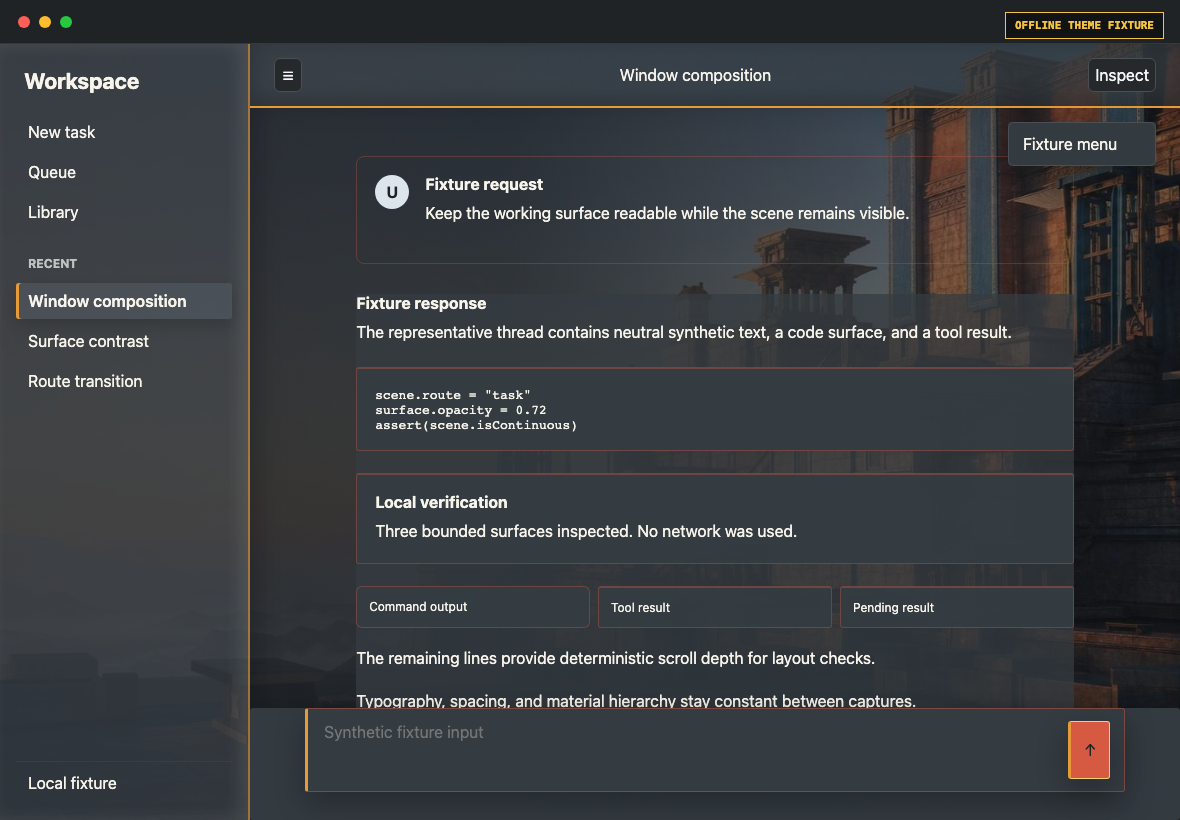 OFFLINE THEME FIXTURE
Workspace
New task
Queue
Library
RECENT
Window composition
Surface contrast
Route transition
Local fixture
Window composition
Inspect
Fixture menu
U
Fixture request
Keep the working surface readable while the scene remains visible.
Fixture response
The representative thread contains neutral synthetic text, a code surface, and a tool result.
scene.route = "task"
surface.opacity = 0.72
assert(scene.isContinuous)
Local verification
Three bounded surfaces inspected. No network was used.
Command output
Tool result
Pending result
The remaining lines provide deterministic scroll depth for layout checks.
Typography, spacing, and material hierarchy stay constant between captures.
Synthetic fixture input